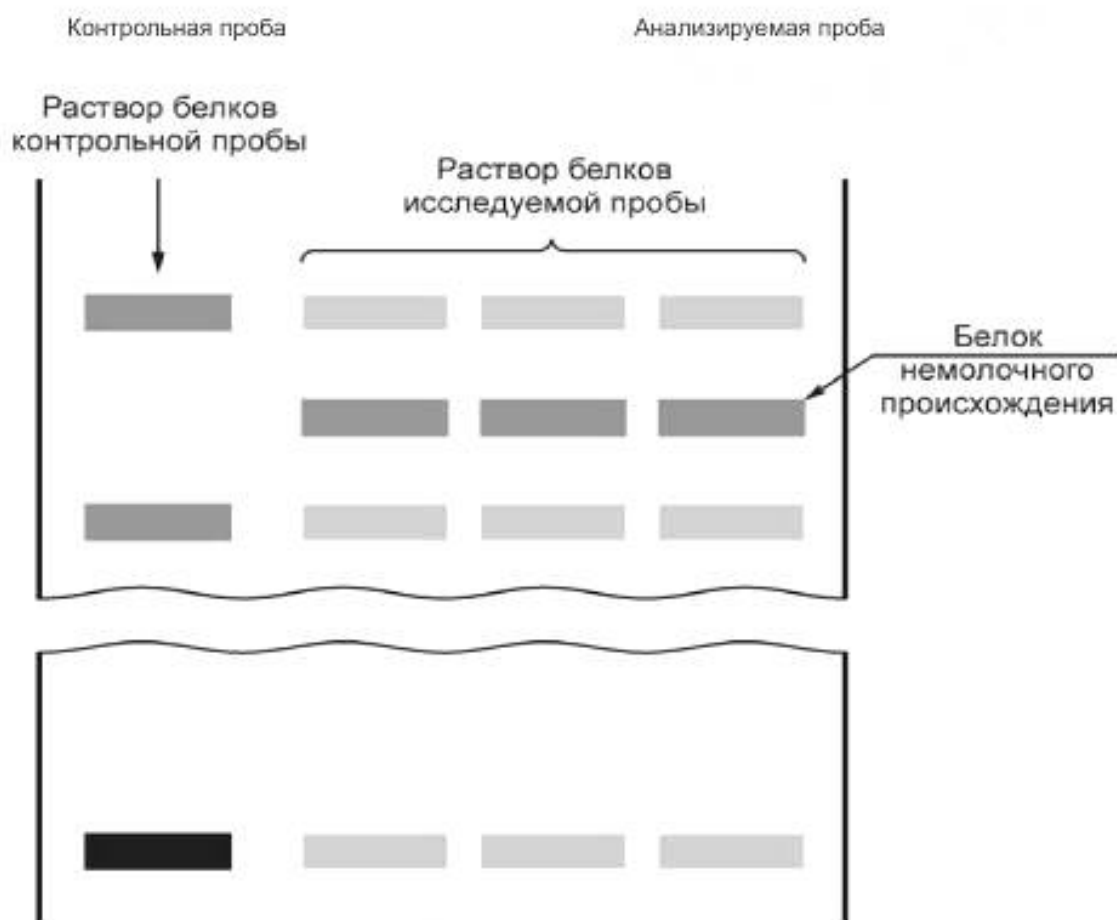 Контрольная проба
Анализируемая проба
Раствор белков
контрольной пробы
Раствор белков
исследуемой пробы
Белок
немолочного
происхождения